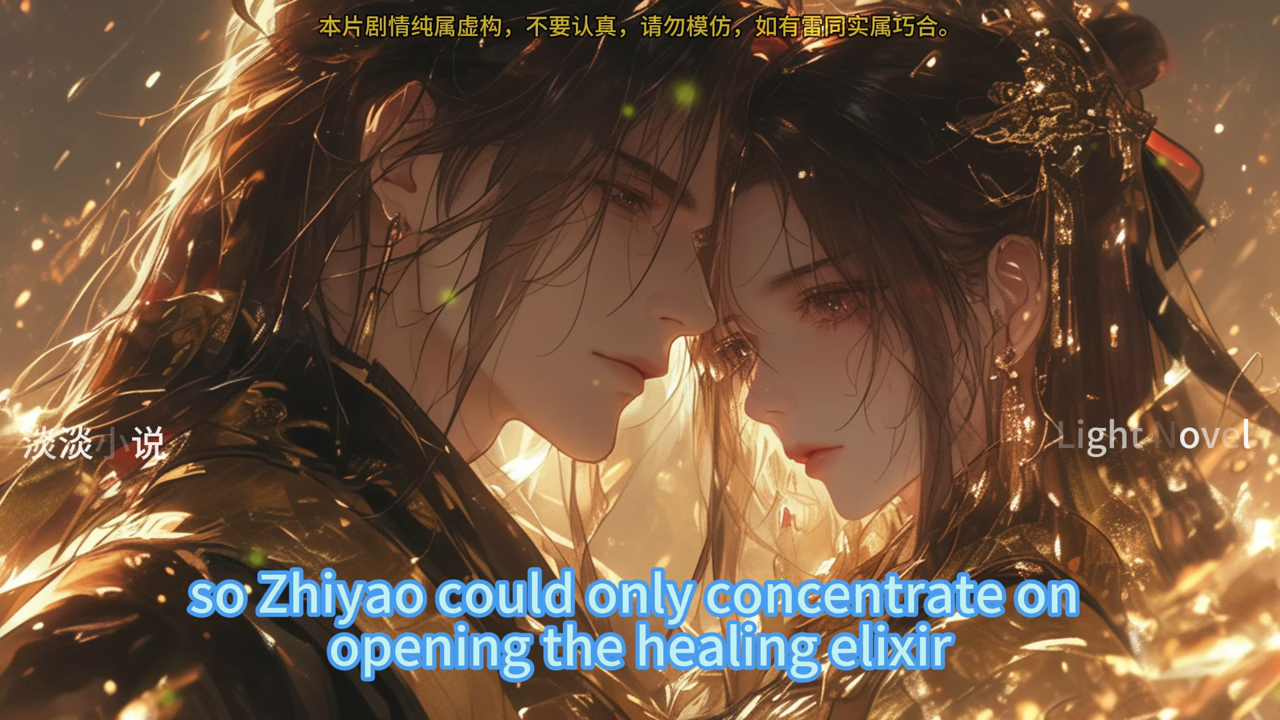 本片剧情纯属虚构，不要认真，请勿模仿，如有雷同实属巧合。
淡淡小说
Light Novel
so Zhiyao could only concentrate on
opening the healing elixir